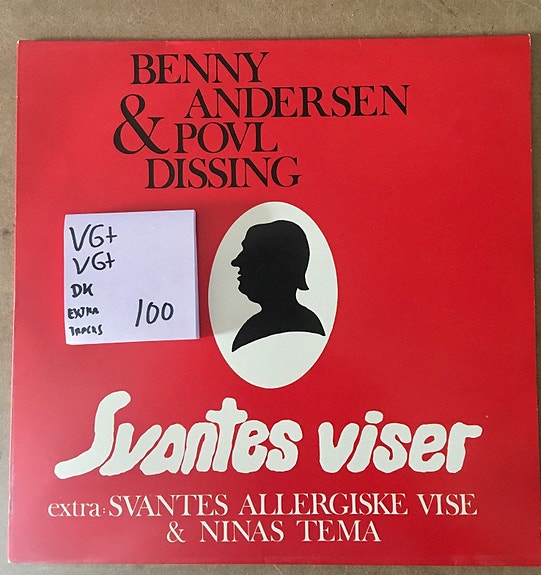 BENNY
ANDERSEN
& POVL
DISSING
VG+
VG+
DK
EXTRA
TRACKS
100
Svantes viser
extra: SVANTES ALLERGISKE VISE
& NINAS TEMA